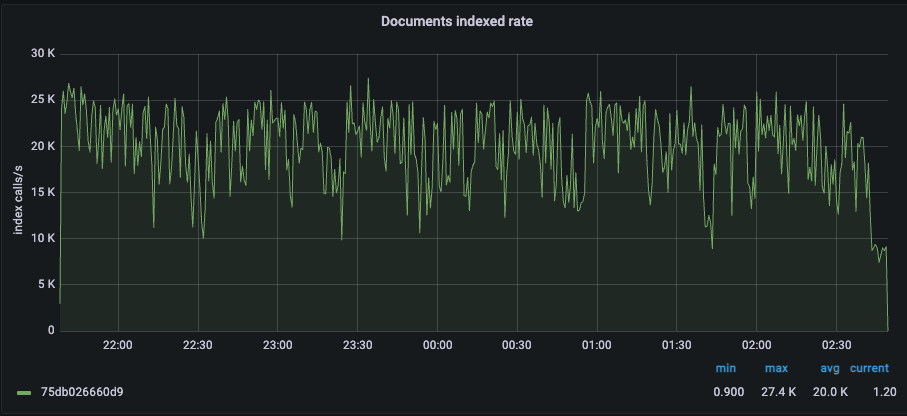 Documents indexed rate
30 K
25 K
20 K
15 K
10 K
5 K
0
index calls/s
22:00 22:30 23:00 23:30 00:00 00:30 01:00 01:30 02:00 02:30
min max avg current
75db026660d9 0.900 27.4 K 20.0 K 1.20